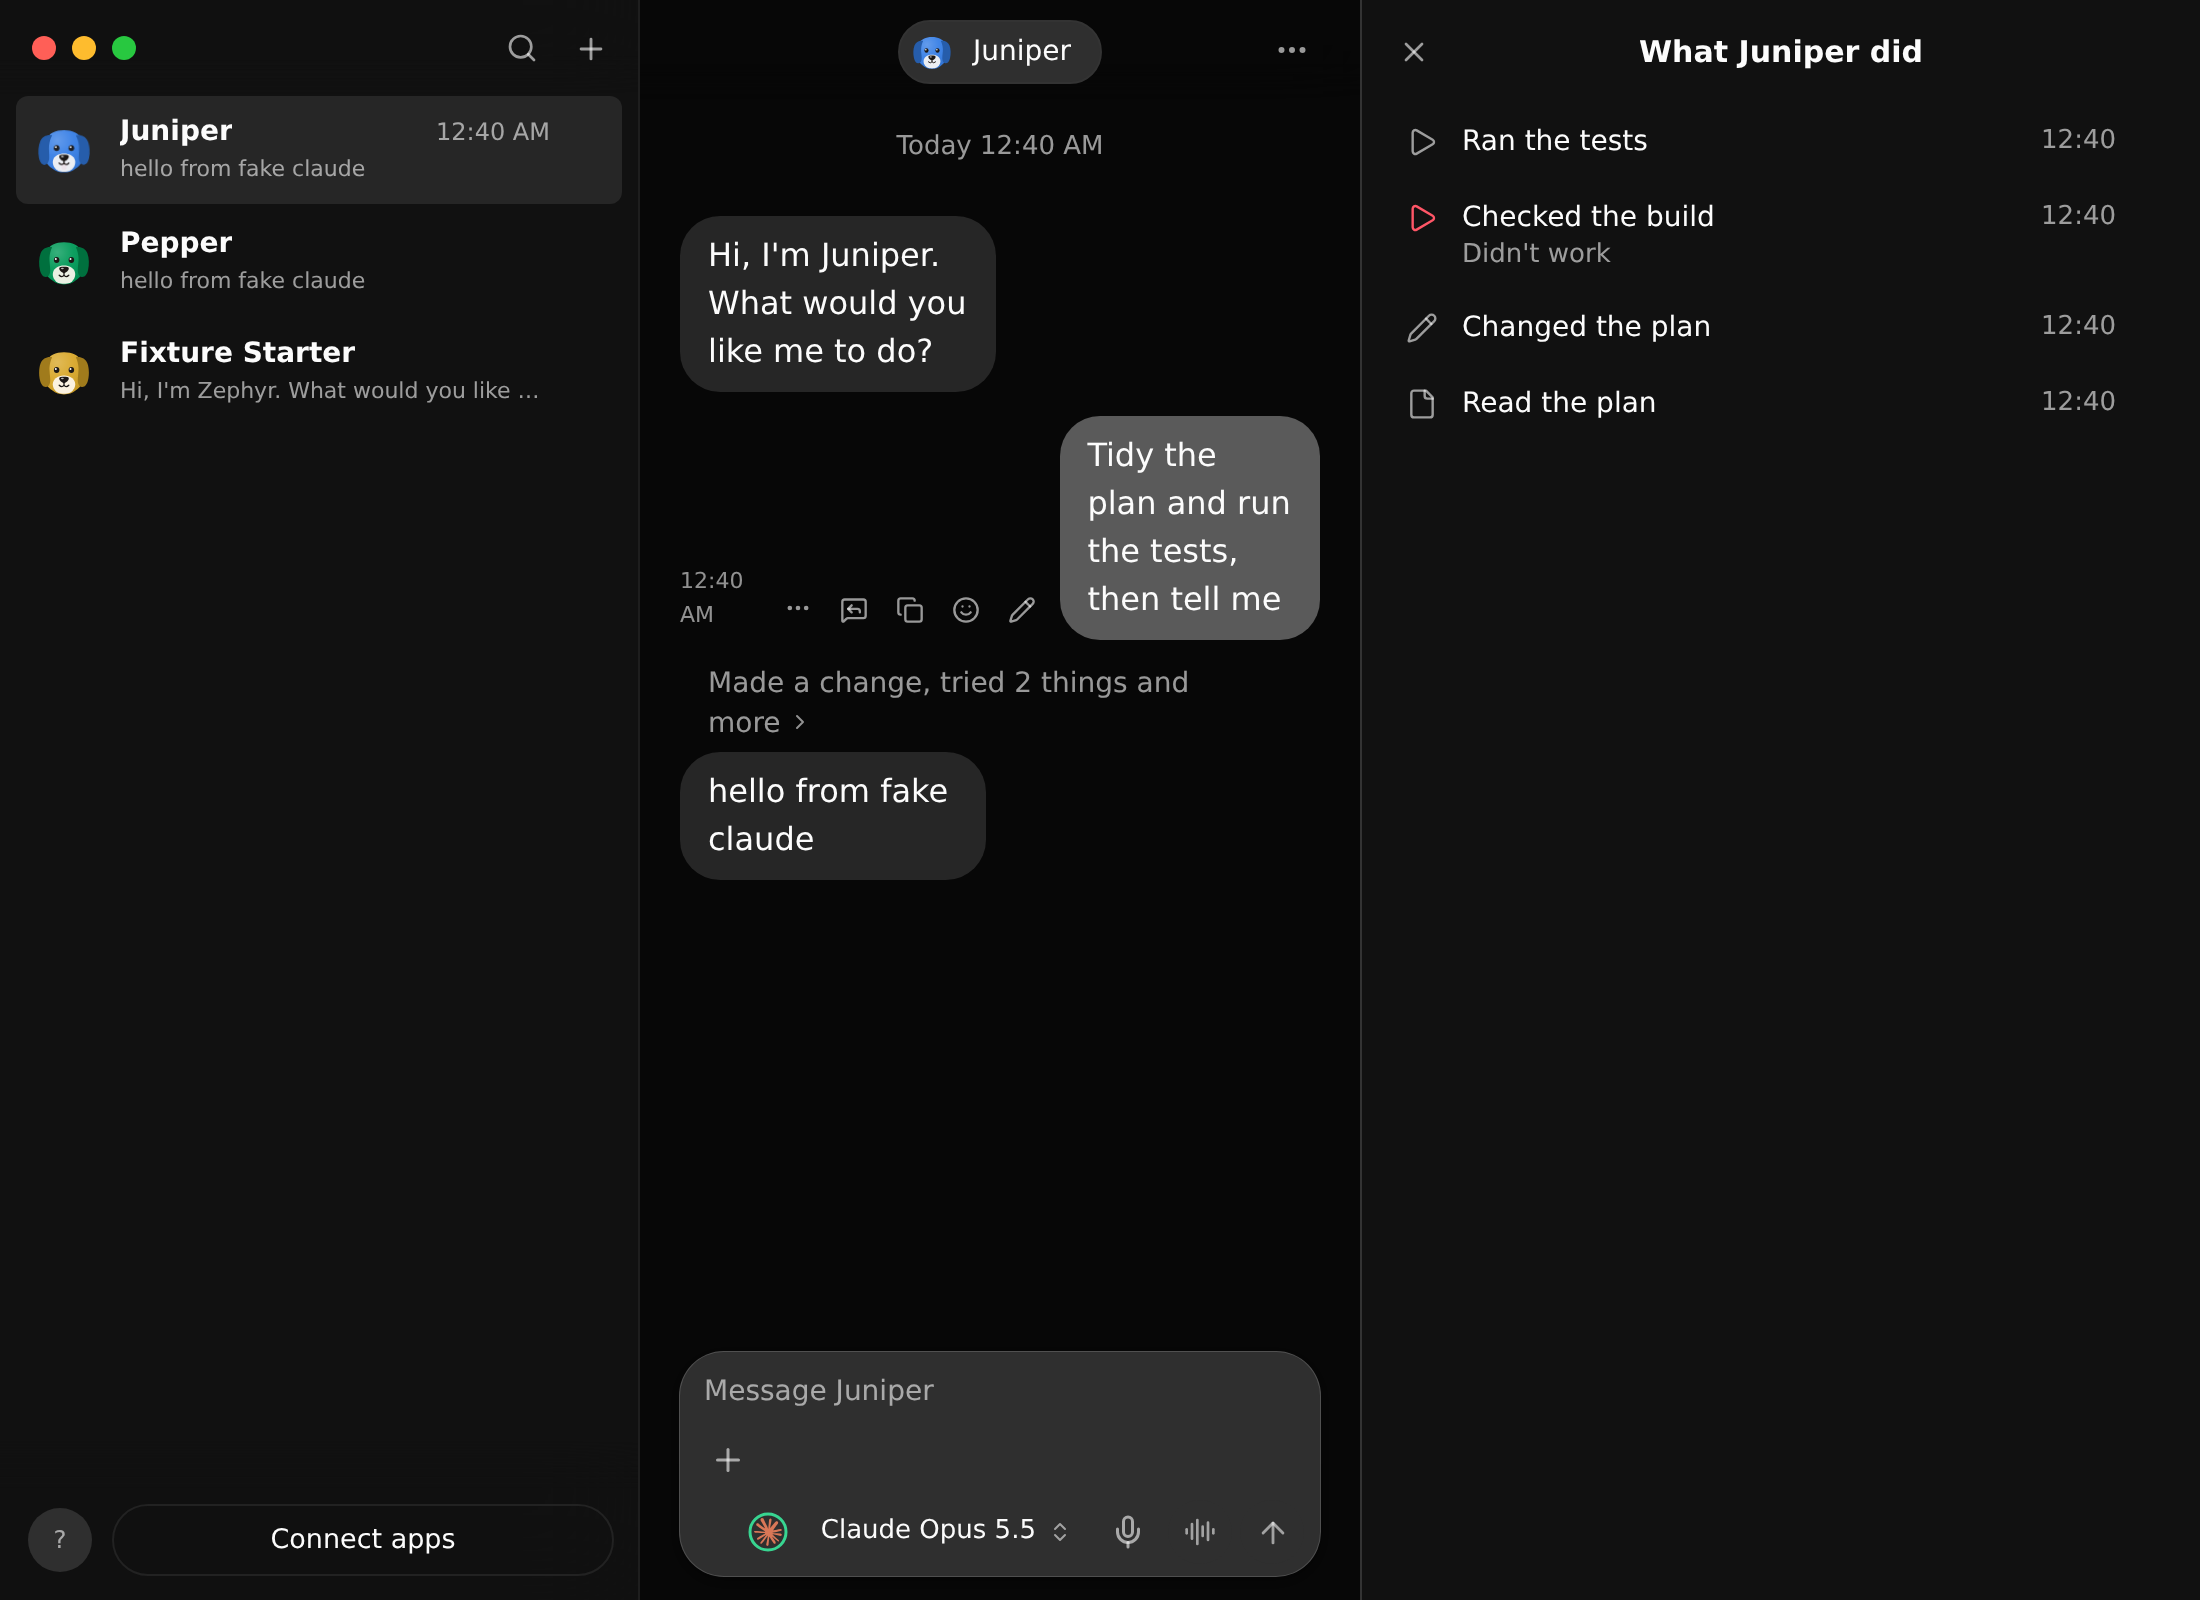 Juniper
12:40 AM
hello from fake claude
Pepper
hello from fake claude
Fixture Starter
Hi, I'm Zephyr. What would you like ...
?
Connect apps
Juniper
Today 12:40 AM
Hi, I'm Juniper.
What would you
like me to do?
Tidy the
plan and run
the tests,
then tell me
12:40
AM
Made a change, tried 2 things and
more
hello from fake
claude
Message Juniper
Claude Opus 5.5
What Juniper did
Ran the tests
12:40
Checked the build
12:40
Didn't work
Changed the plan
12:40
Read the plan
12:40